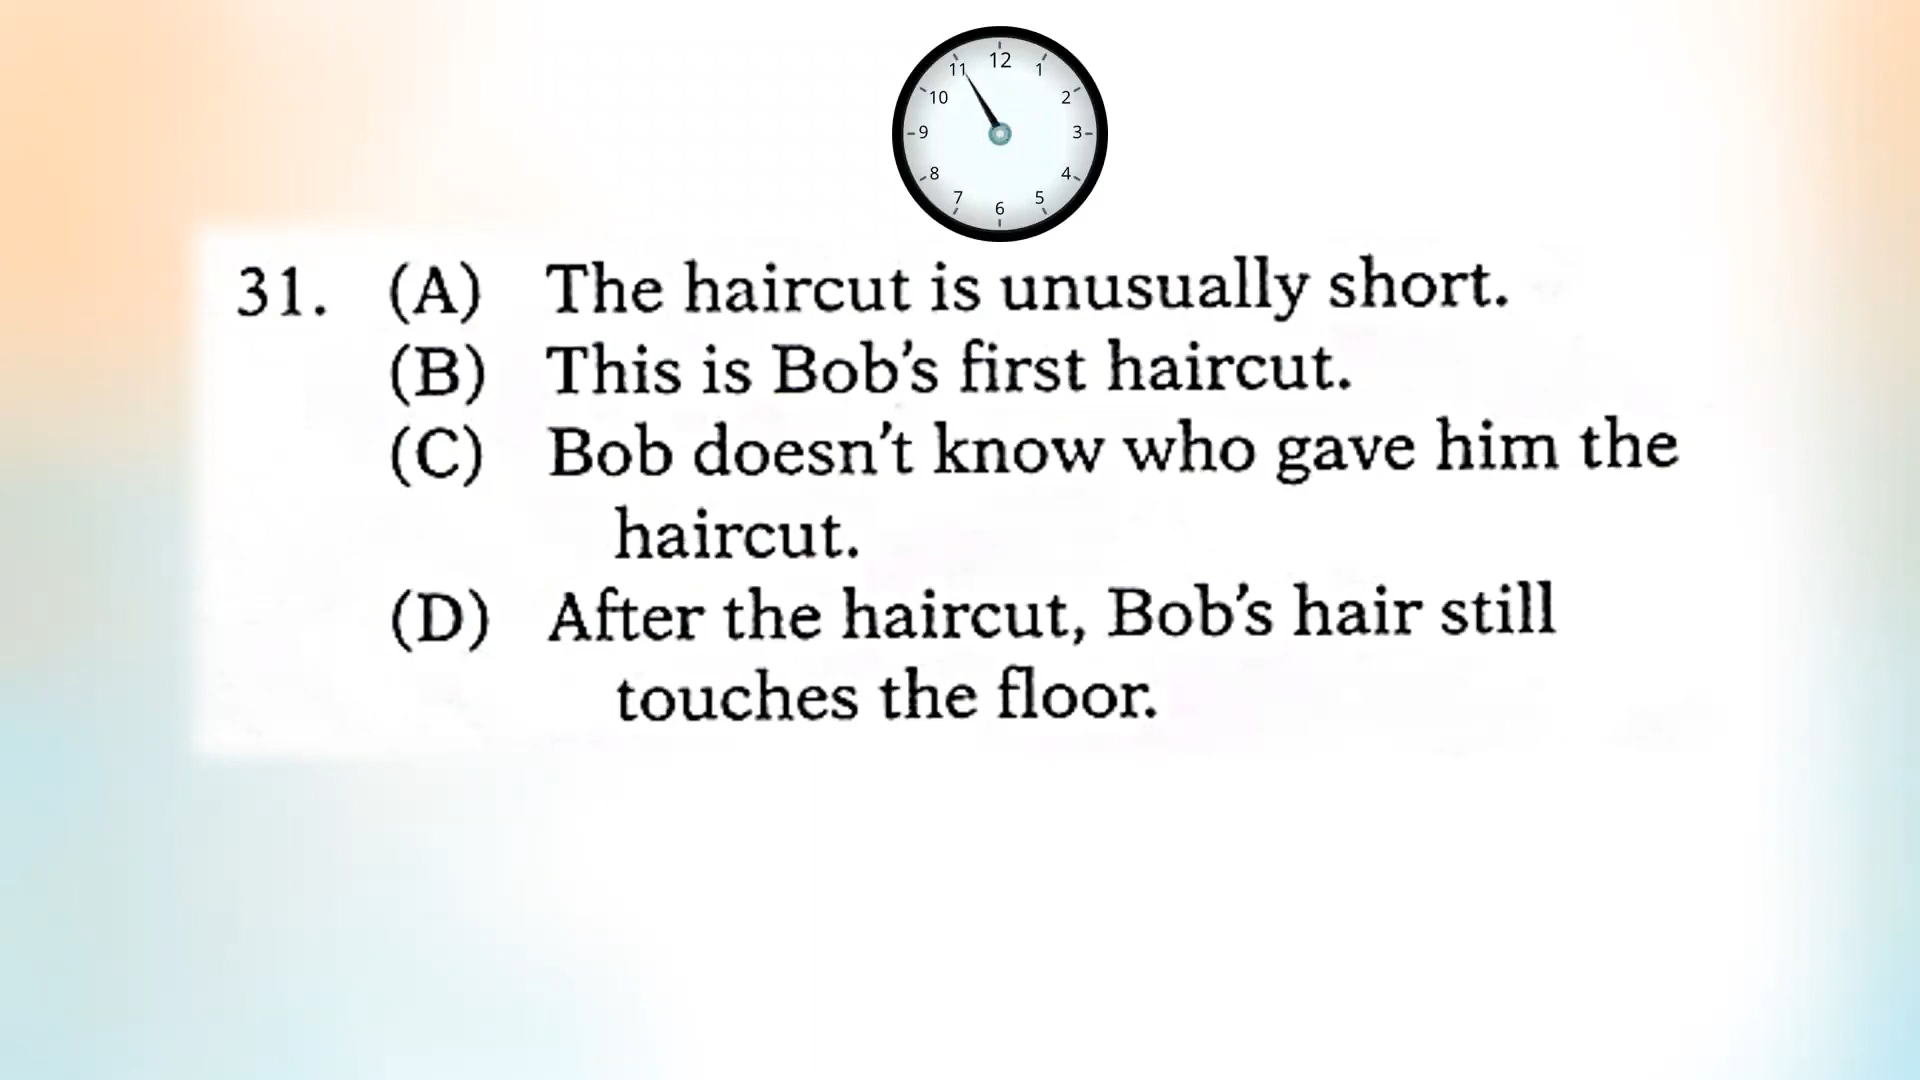 12
11
1
10
2
9
3
8
4
7
5
6
31. (A) The haircut is unusually short.
(B) This is Bob's first haircut.
(C) Bob doesn't know who gave him the
haircut.
(D) After the haircut, Bob's hair still
touches the floor.